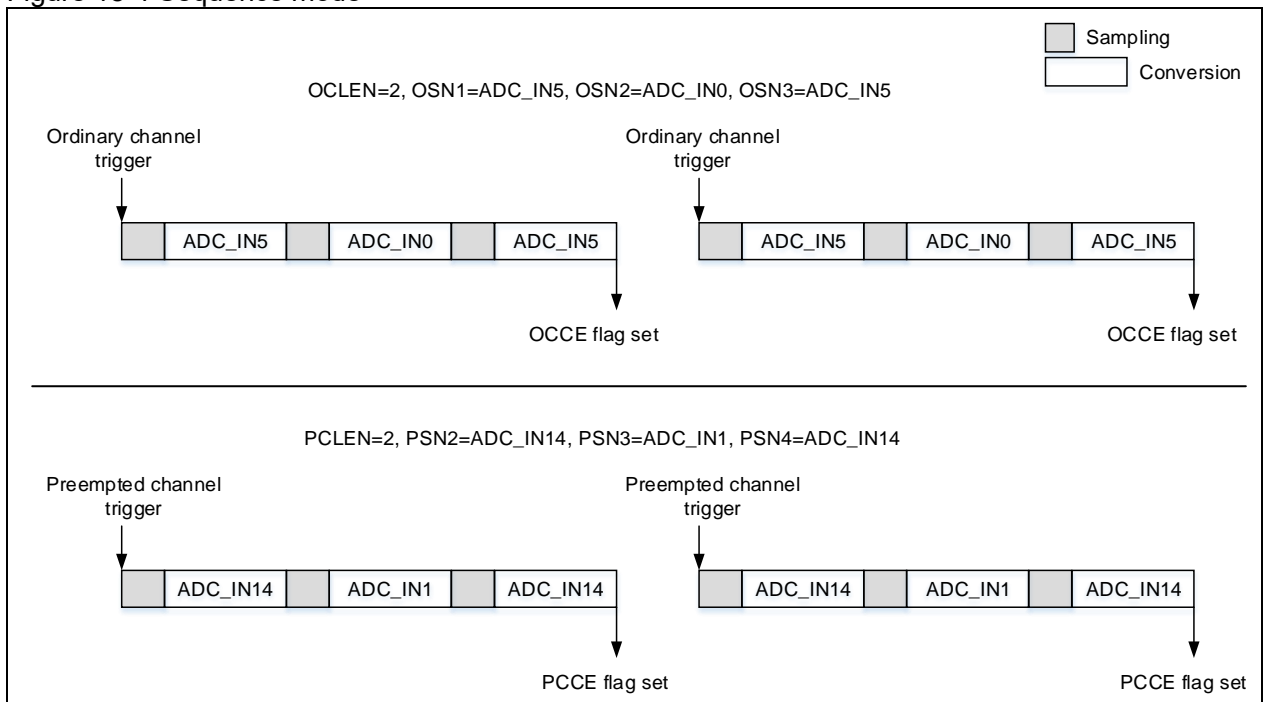 Sampling
Conversion
OCLEN=2, OSN1=ADC_IN5, OSN2=ADC_IN0, OSN3=ADC_IN5
Ordinary channel
trigger
Ordinary channel
trigger
ADC_IN5
ADC_IN0
ADC_IN5
ADC_IN5
ADC_IN0
ADC_IN5
OCCE flag set
OCCE flag set
PCLEN=2, PSN2=ADC_IN14, PSN3=ADC_IN1, PSN4=ADC_IN14
Preempted channel
trigger
Preempted channel
trigger
ADC_IN14
ADC_IN1
ADC_IN14
ADC_IN14
ADC_IN1
ADC_IN14
PCCE flag set
PCCE flag set